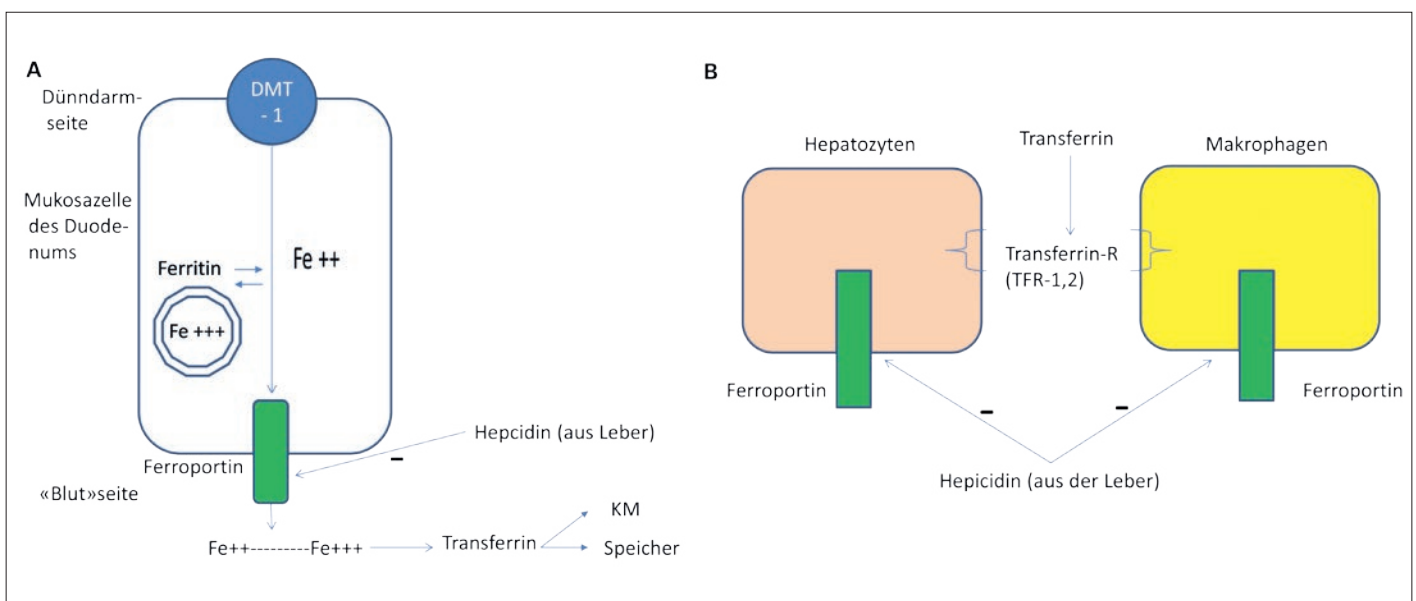 A
Dünndarm-
seite
DMT
- 1
Mukosazelle
des Duode-
nums
Ferritin
Fe ++
Fe +++
Hepcidin (aus Leber)
–
Ferroportin
«Blut»seite
Fe++---------Fe+++
Transferrin
KM
Speicher
B
Hepatozyten
Transferrin
Makrophagen
Transferrin-R
(TFR-1,2)
Ferroportin
Ferroportin
–
–
Hepicidin (aus der Leber)